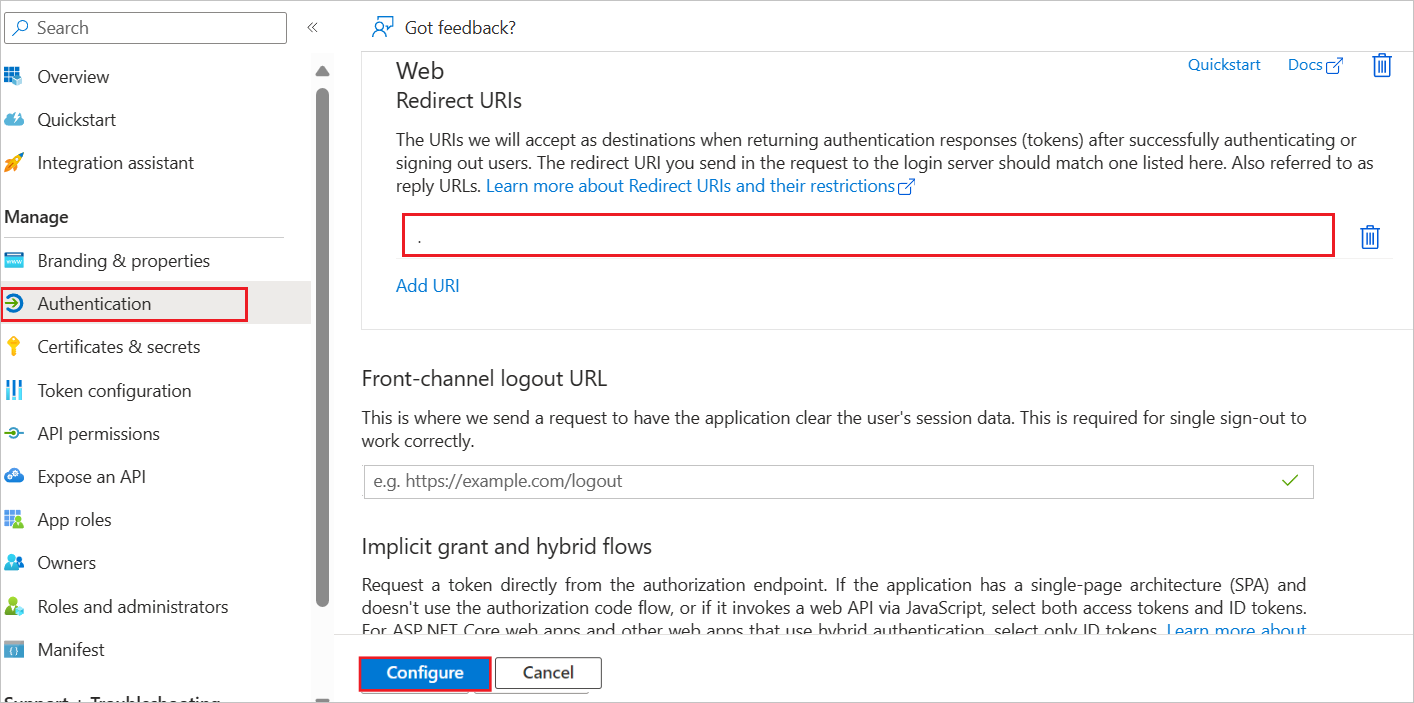 Search
«
Overview
Quickstart
Integration assistant
Manage
Branding & properties
Authentication
Certificates & secrets
Token configuration
API permissions
Expose an API
App roles
Owners
Roles and administrators
Manifest
Support + Troubleshooting
Got feedback?
Web
Quickstart
Docs
Redirect URIs
The URIs we will accept as destinations when returning authentication responses (tokens) after successfully authenticating or
signing out users. The redirect URI you send in the request to the login server should match one listed here. Also referred to as
reply URLs. Learn more about Redirect URIs and their restrictions
.
Add URI
Front-channel logout URL
This is where we send a request to have the application clear the user's session data. This is required for single sign-out to
work correctly.
e.g. https://example.com/logout
Implicit grant and hybrid flows
Request a token directly from the authorization endpoint. If the application has a single-page architecture (SPA) and
doesn't use the authorization code flow, or if it invokes a web API via JavaScript, select both access tokens and ID tokens.
For ASP.NET Core web apps and other web apps that use hybrid authentication, select only ID tokens. Learn more about
Configure
Cancel